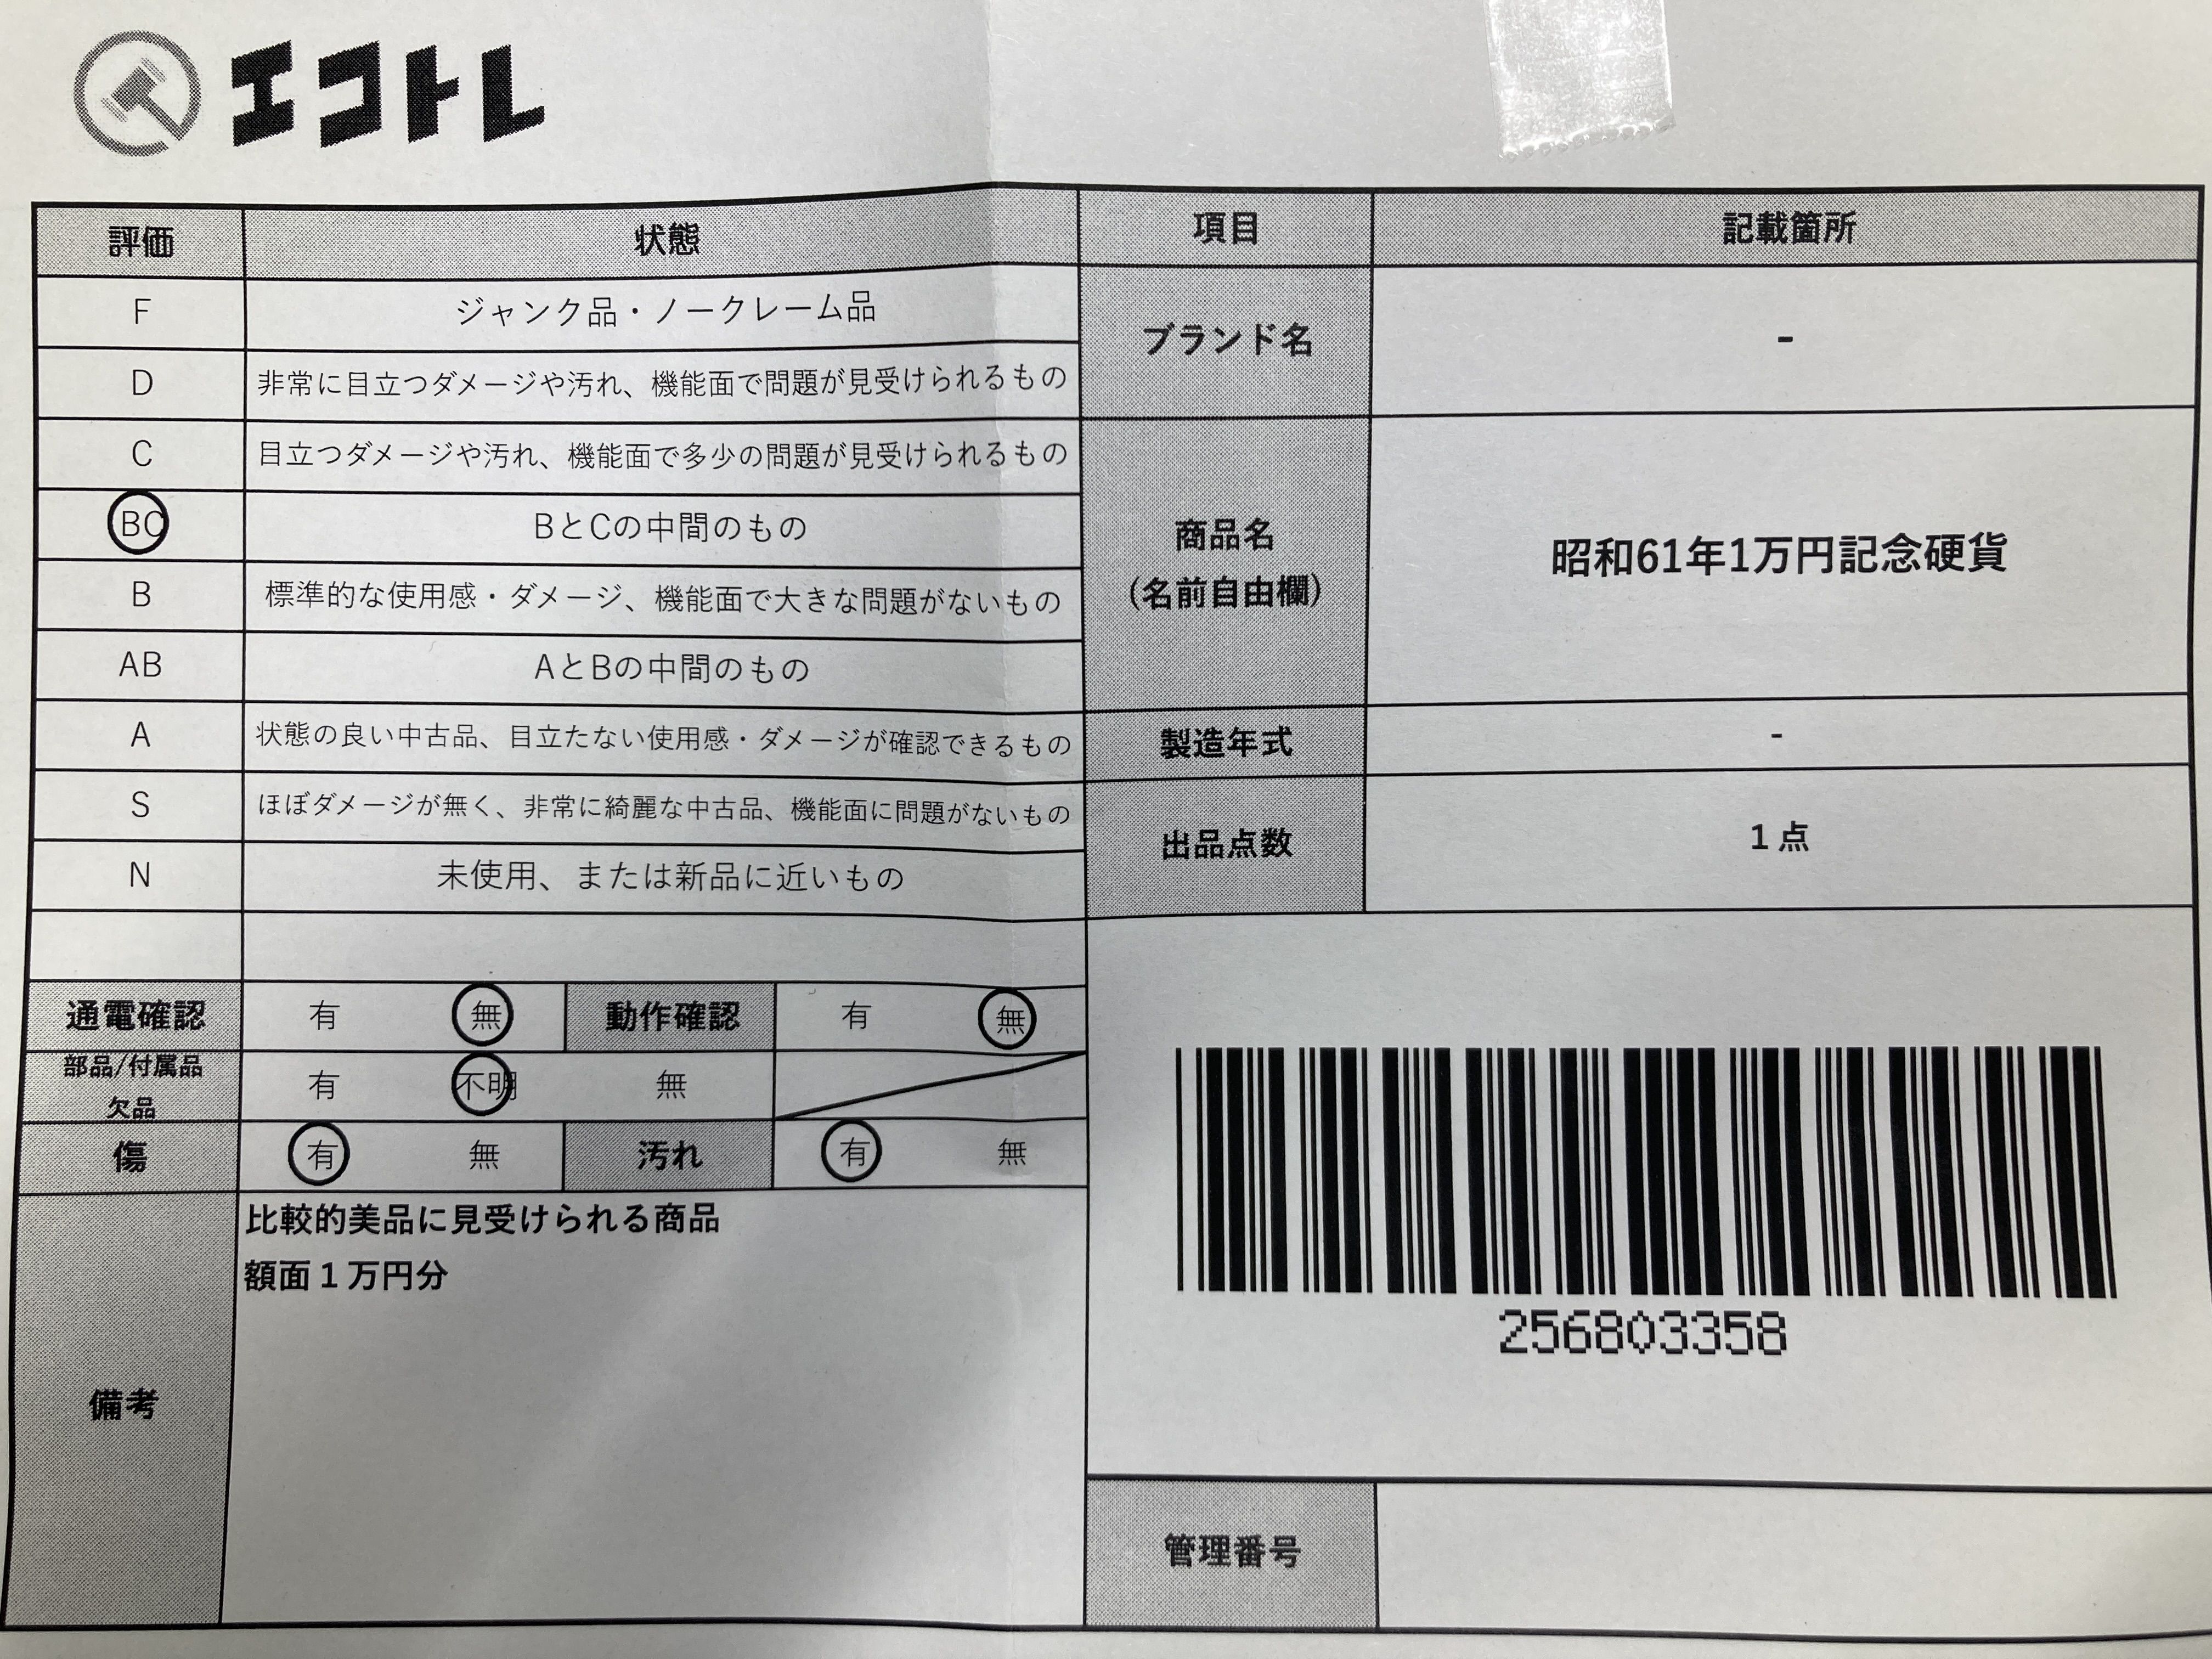 エコトレ
評価 状態
F ジャンク品・ノークレーム品
D 非常に目立つダメージや汚れ、機能面で問題が見受けられるもの
C 目立つダメージや汚れ、機能面で多少の問題が見受けられるもの
BC BとCの中間のもの
B 標準的な使用感・ダメージ、機能面で大きな問題がないもの
AB AとBの中間のもの
A 状態の良い中古品、目立たない使用感・ダメージが確認できるもの
S ほぼダメージが無く、非常に綺麗な中古品、機能面に問題がないもの
N 未使用、または新品に近いもの
通電確認 有 無 動作確認 有 無
部品/付属品
欠品
有 不明 無
傷 有 無 汚れ 有 無
備考
比較的美品に見受けられる商品
額面1万円分
項目 記載箇所
ブランド名 -
商品名
(名前自由欄)
昭和61年1万円記念硬貨
製造年式 -
出品点数 1点
256803358
管理番号